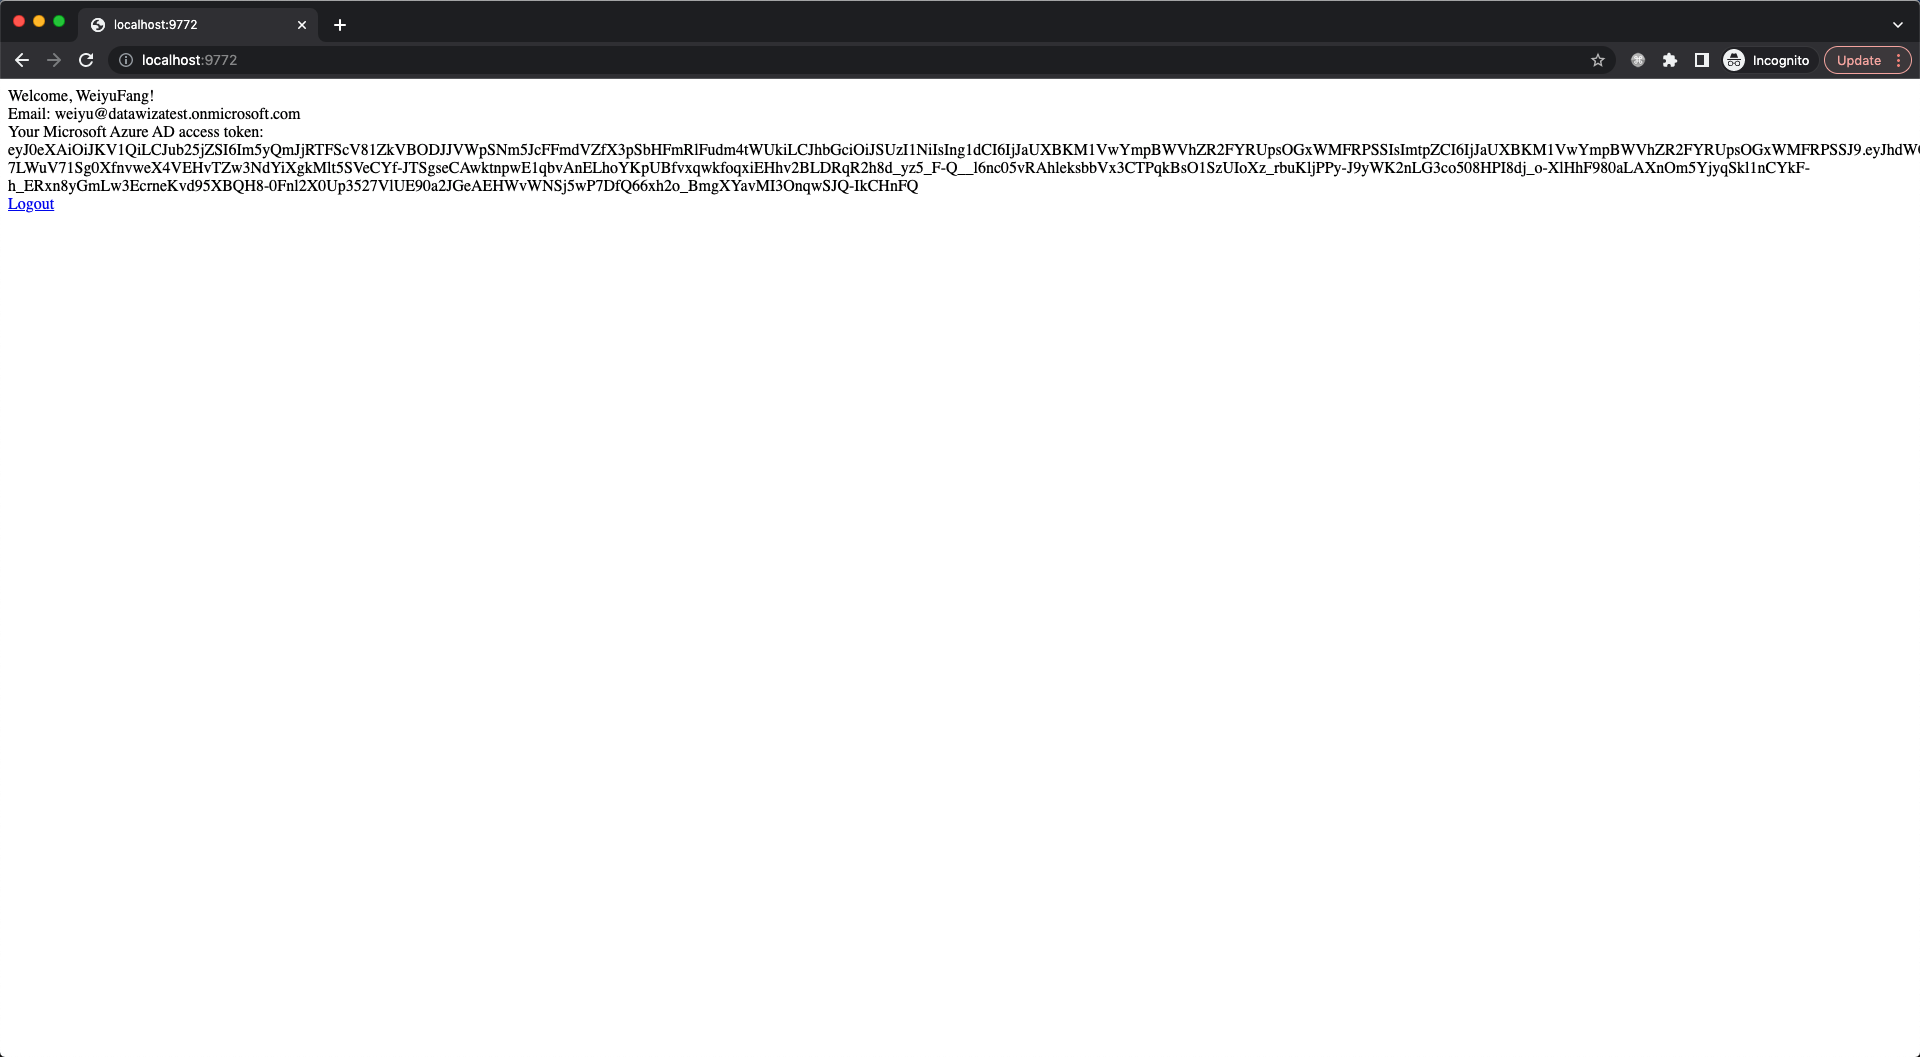 localhost:9772
localhost:9772
Incognito
Update
Welcome, WeiyuFang!
Email: weiyu@datawizatest.onmicrosoft.com
Your Microsoft Azure AD access token:
eyJ0eXAiOiJKV1QiLCJub25jZSI6Im5yQmJjRTFScV81ZkVBODJJVWpSNm5JcFFmdVZfX3pSbHFmRlFudm4tWUkiLCJhbGciOiJSUzI1NiIsIng1dCI6IjJaUXBKM1VwYmpBWVhZR2FYRUpsOGxWMFRPSSIsImtpZCI6IjJaUXBKM1VwYmpBWVhZR2FYRUpsOGxWMFRPSSJ9.eyJhdW
7LWuV71Sg0XfnvweX4VEHvTZw3NdYiXgkMlt5SVeCYf-JTSgseCAwktnpwE1qbvAnELhoYKpUBfvxqwkfoqxiEHhv2BLDRqR2h8d_yz5_F-Q__l6nc05vRAhleksbbVx3CTPqkBsO1SzUIoXz_rbuKljPPy-J9yWK2nLG3co508HPI8dj_o-XlHhF980aLAXnOm5YjyqSkl1nCYkF-
h_ERxn8yGmLw3EcrneKvd95XBQH8-0Fnl2X0Up3527VlUE90a2JGeAEHWvWNSj5wP7DfQ66xh2o_BmgXYavMI3OnqwSJQ-IkCHnFQ
Logout